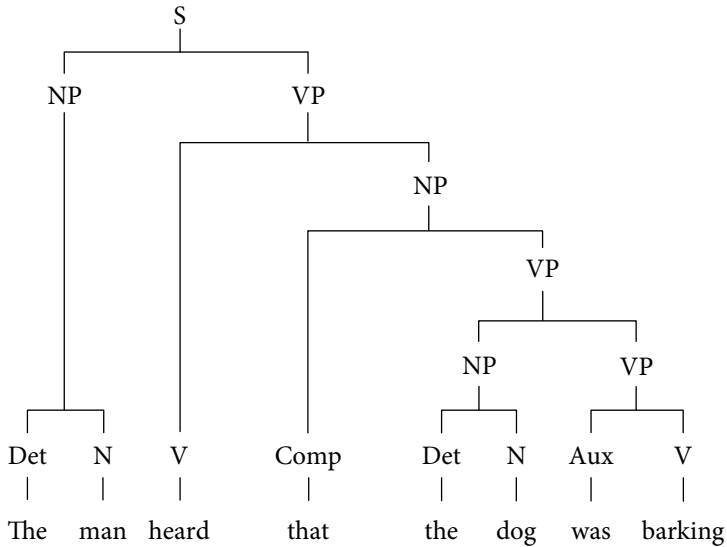 S
NP VP
NP
VP
NP VP
Det N V Comp Det N Aux V
The man heard that the dog was barking